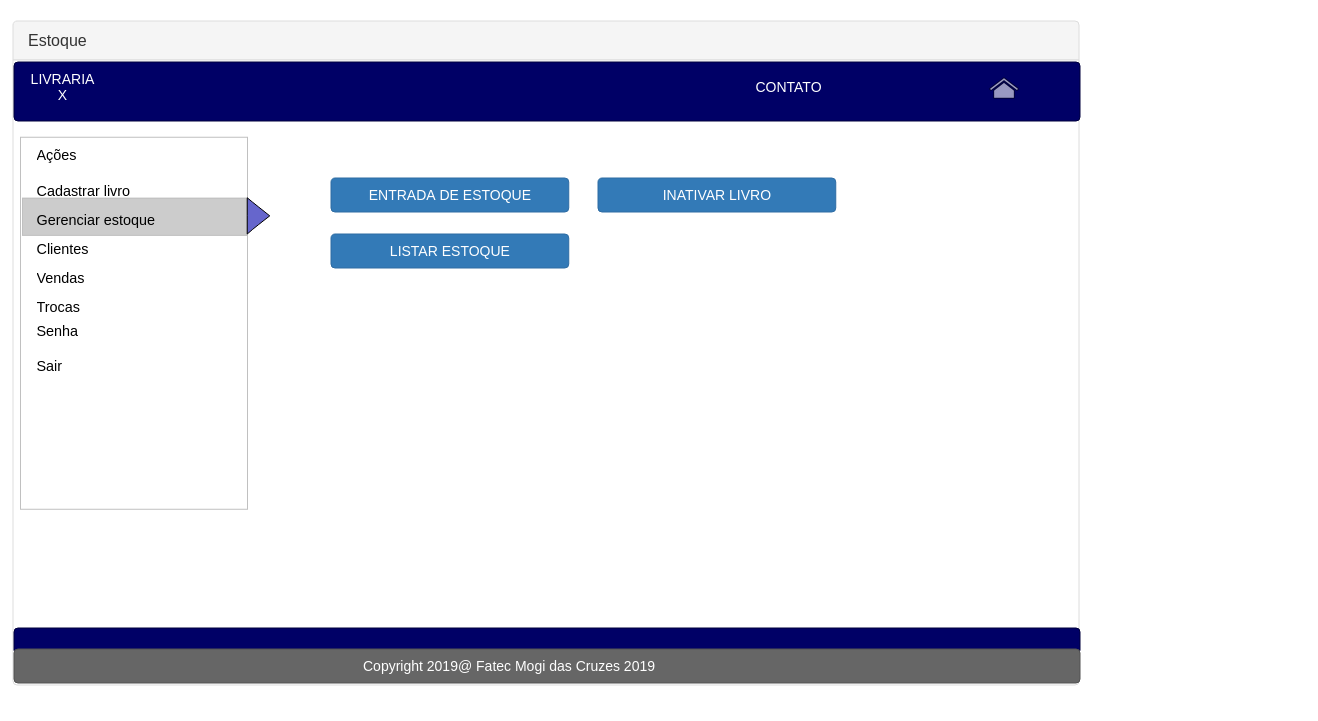 Estoque
LIVRARIA
X
CONTATO
Ações
Cadastrar livro
Gerenciar estoque
Clientes
Vendas
Trocas
Senha
Sair
ENTRADA DE ESTOQUE
INATIVAR LIVRO
LISTAR ESTOQUE
Copyright 2019@ Fatec Mogi das Cruzes 2019